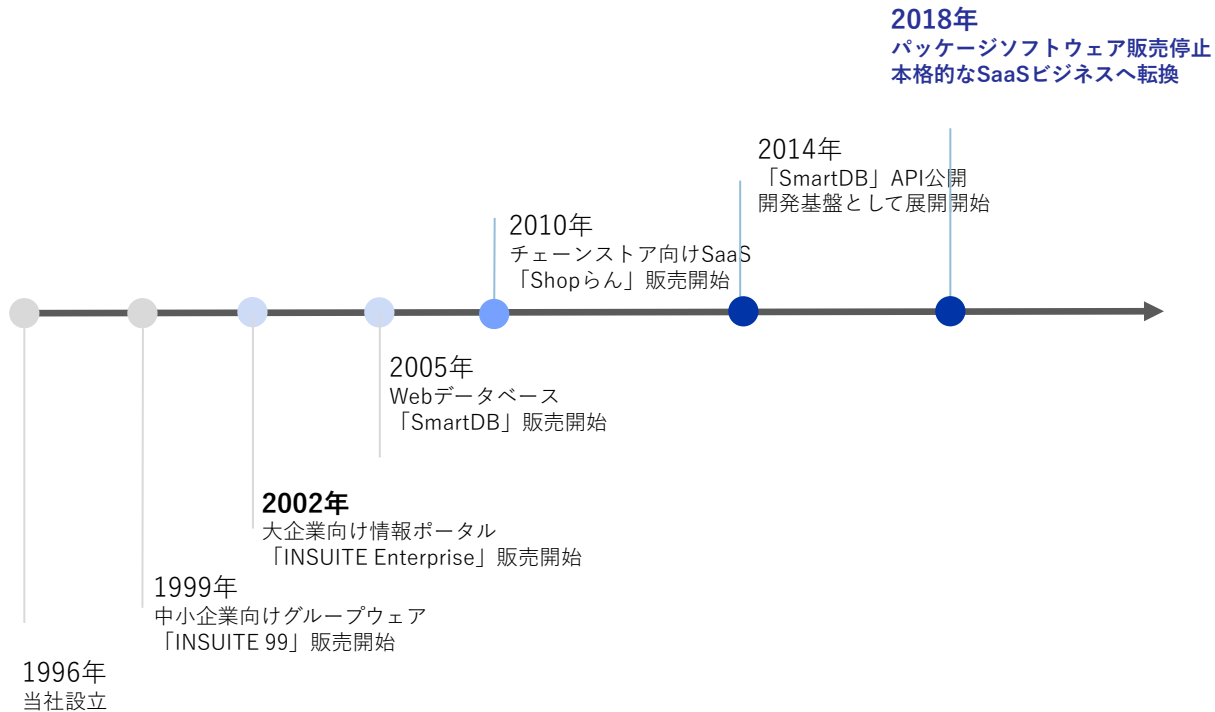 1996年
当社設立
1999年
中小企業向けグループウェア
「INSUITE 99」販売開始
2002年
大企業向け情報ポータル
「INSUITE Enterprise」販売開始
2005年
Webデータベース
「SmartDB」販売開始
2010年
チェーンストア向けSaaS
「Shopらん」販売開始
2014年
「SmartDB」API公開
開発基盤として展開開始
2018年
パッケージソフトウェア販売停止
本格的なSaaSビジネスへ転換